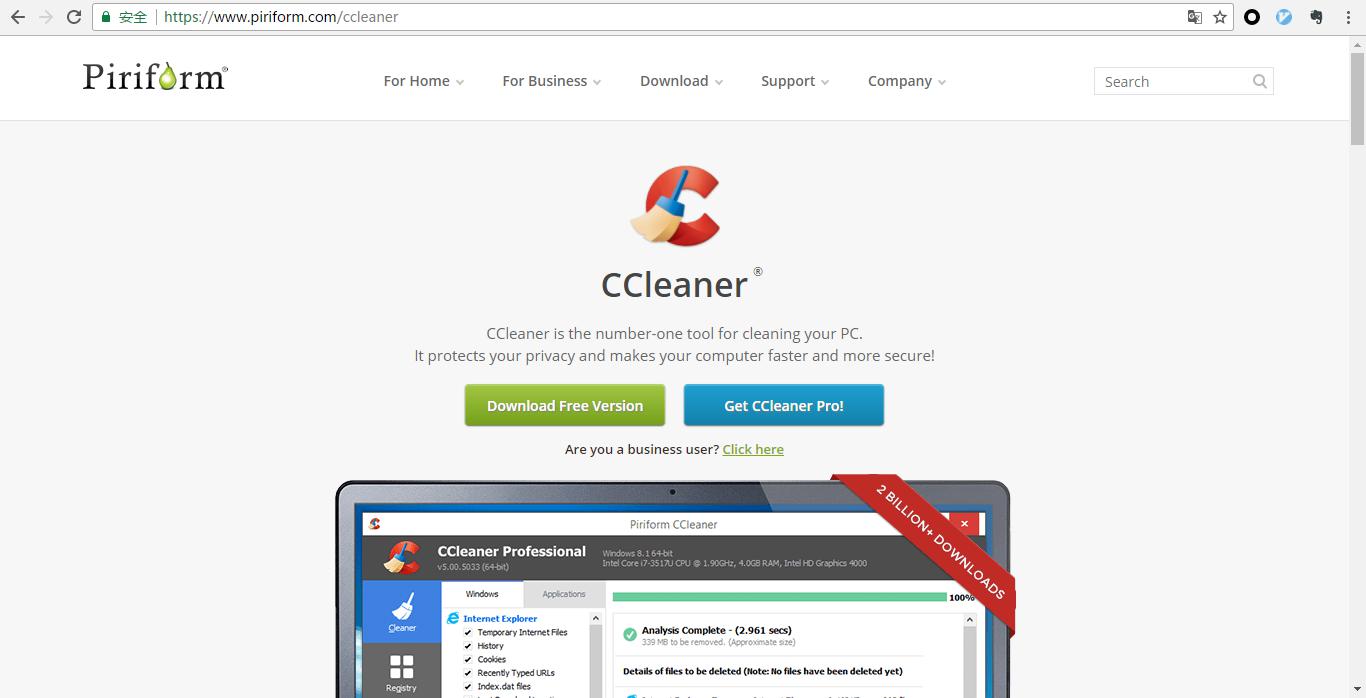 安全 https://www.piriform.com/ccleaner
Piriform®
For Home
For Business
Download
Support
Company
Search
CCleaner®
CCleaner is the number-one tool for cleaning your PC.
It protects your privacy and makes your computer faster and more secure!
Download Free Version
Get CCleaner Pro!
Are you a business user? Click here
2 BILLION+ DOWNLOADS
Piriform CCleaner
CCleaner Professional
v5.00.5033 (64-bit)
Windows 8.1 64-bit
Intel Core i7-3517U CPU @ 1.90GHz, 4.0GB RAM, Intel HD Graphics 4000
Cleaner
Registry
Windows
Applications
Internet Explorer
Temporary Internet Files
History
Cookies
Recently Typed URLs
Index.dat files
100%
Analysis Complete - (2.961 secs)
339 MB to be removed. (Approximate size)
Details of files to be deleted (Note: No files have been deleted yet)